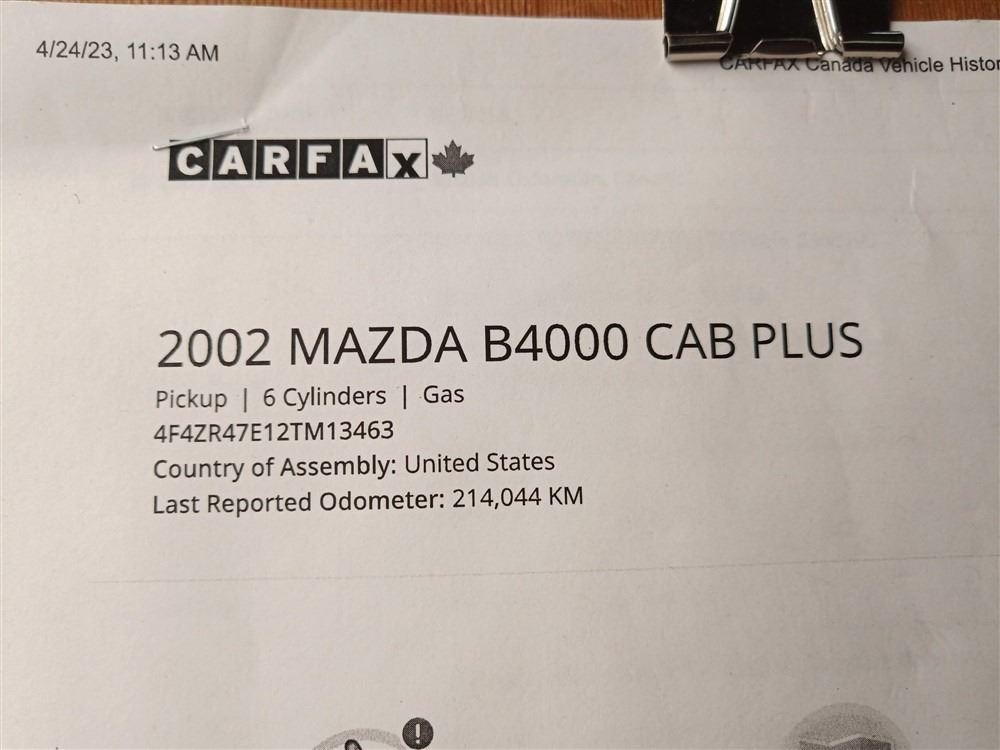 4/24/23, 11:13 AM
CARFAX Canada Vehicle Histor
CARFAX
2002 MAZDA B4000 CAB PLUS
Pickup | 6 Cylinders | Gas
4F4ZR47E12TM13463
Country of Assembly: United States
Last Reported Odometer: 214,044 KM
!